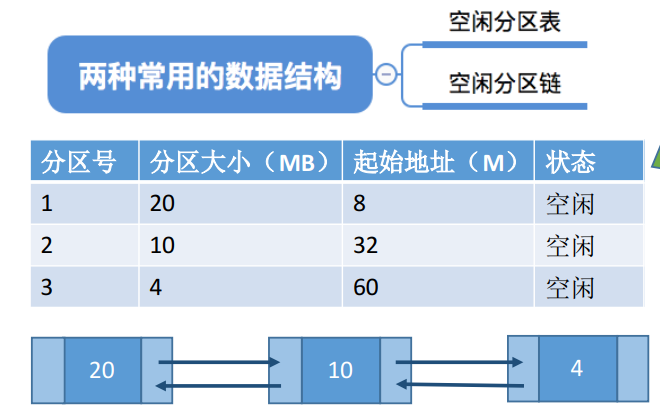 空闲分区表
两种常用的数据结构
空闲分区链
分区号 分区大小（MB） 起始地址（M） 状态
1 20 8 空闲
2 10 32 空闲
3 4 60 空闲
20 10 4